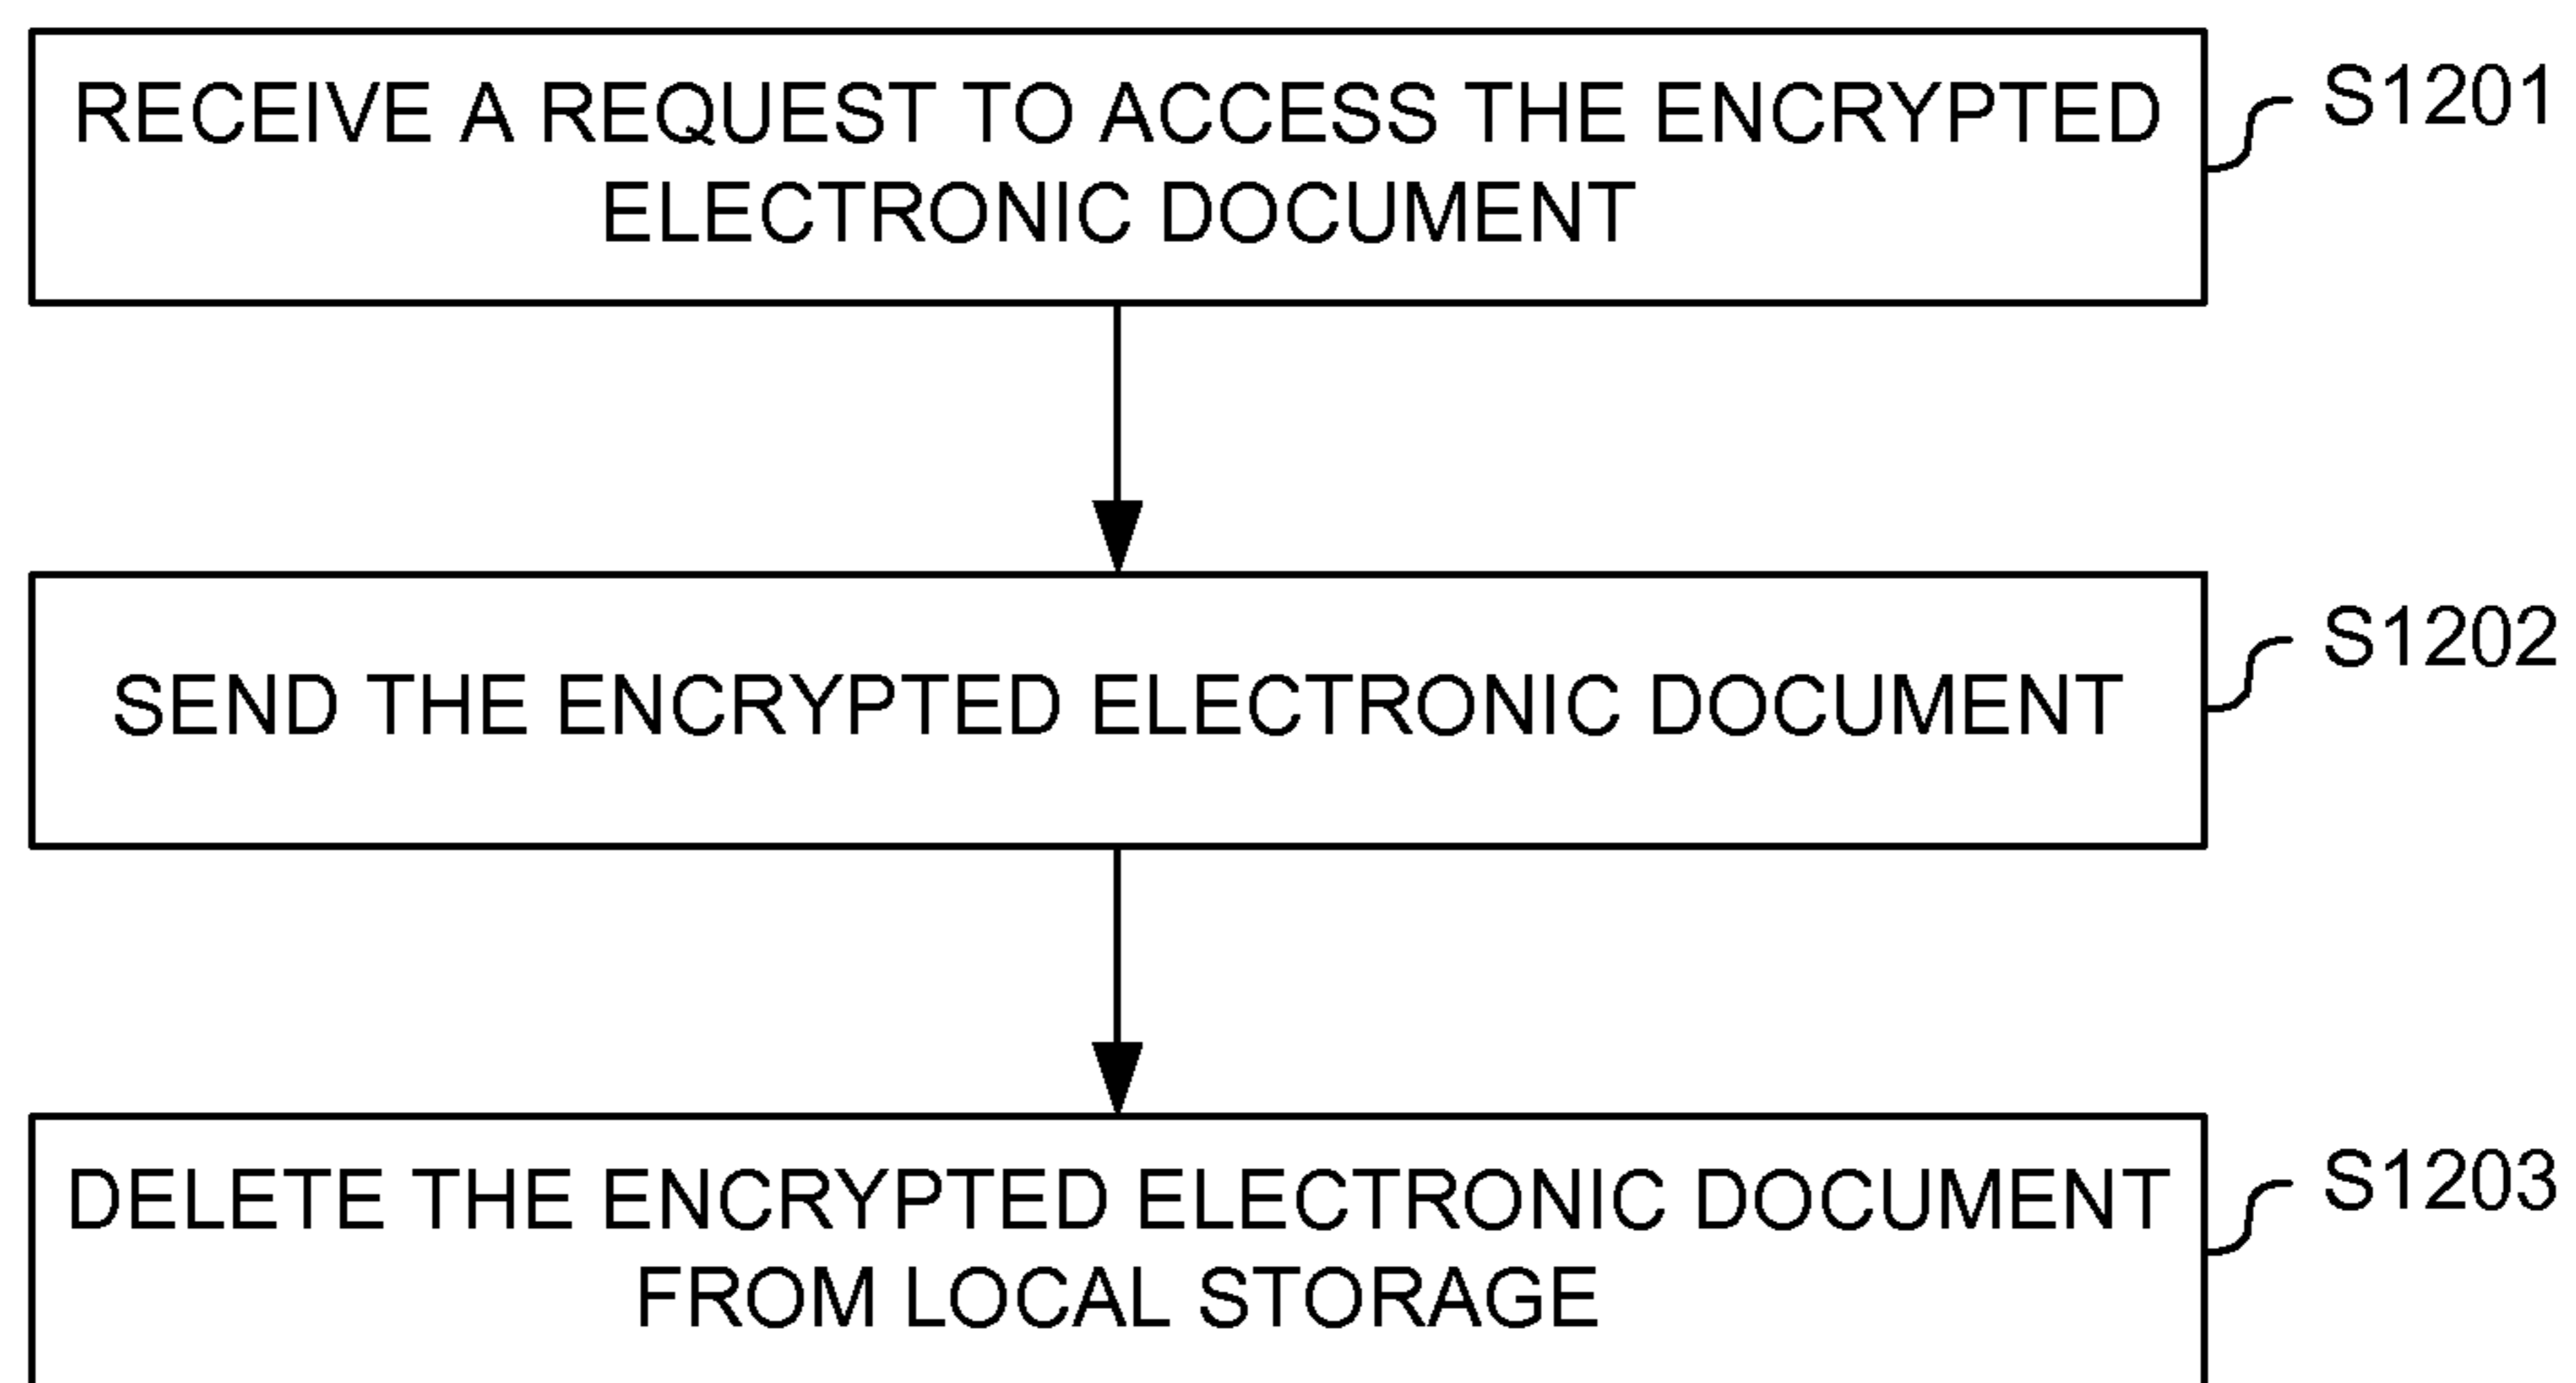 RECEIVE A REQUEST TO ACCESS THE ENCRYPTED
ELECTRONIC DOCUMENT
S1201
SEND THE ENCRYPTED ELECTRONIC DOCUMENT
S1202
DELETE THE ENCRYPTED ELECTRONIC DOCUMENT
FROM LOCAL STORAGE
S1203